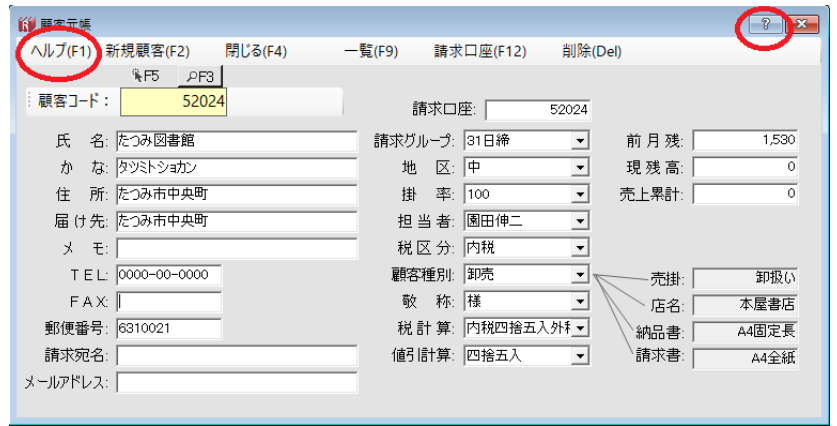 顧客元帳
ヘルプ(F1) 新規顧客(F2) 閉じる(F4) 一覧(F9) 請求口座(F12) 削除(Del)
F5 F3
顧客コード: 52024 請求口座: 52024
氏 名: たつみ図書館 請求グループ: 31日締 前月残: 1,530
か な: タツミトショカン 地 区: 中 現残高: 0
住 所: たつみ市中央町 掛 率: 100 売上累計: 0
届け先: たつみ市中央町 担当者: 園田伸二
メ モ: 税区分: 内税
TEL: 0000-00-0000 顧客種別: 卸売 売掛: 卸扱い
FAX: 敬 称: 様 店名: 本屋書店
郵便番号: 6310021 税計算: 内税四捨五入外税 納品書: A4固定長
請求宛名: 値引計算: 四捨五入 請求書: A4全紙
メールアドレス: